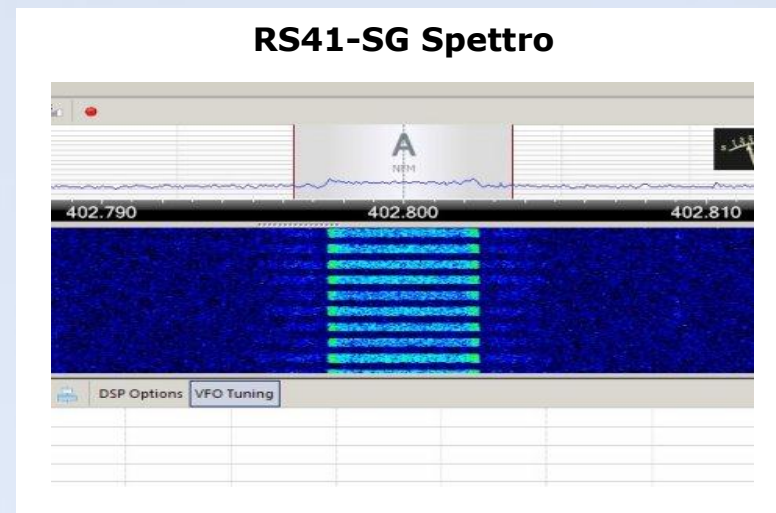 RS41-SG Spettro
A
NFM
402.790 402.800 402.810
DSP Options VFO Tuning